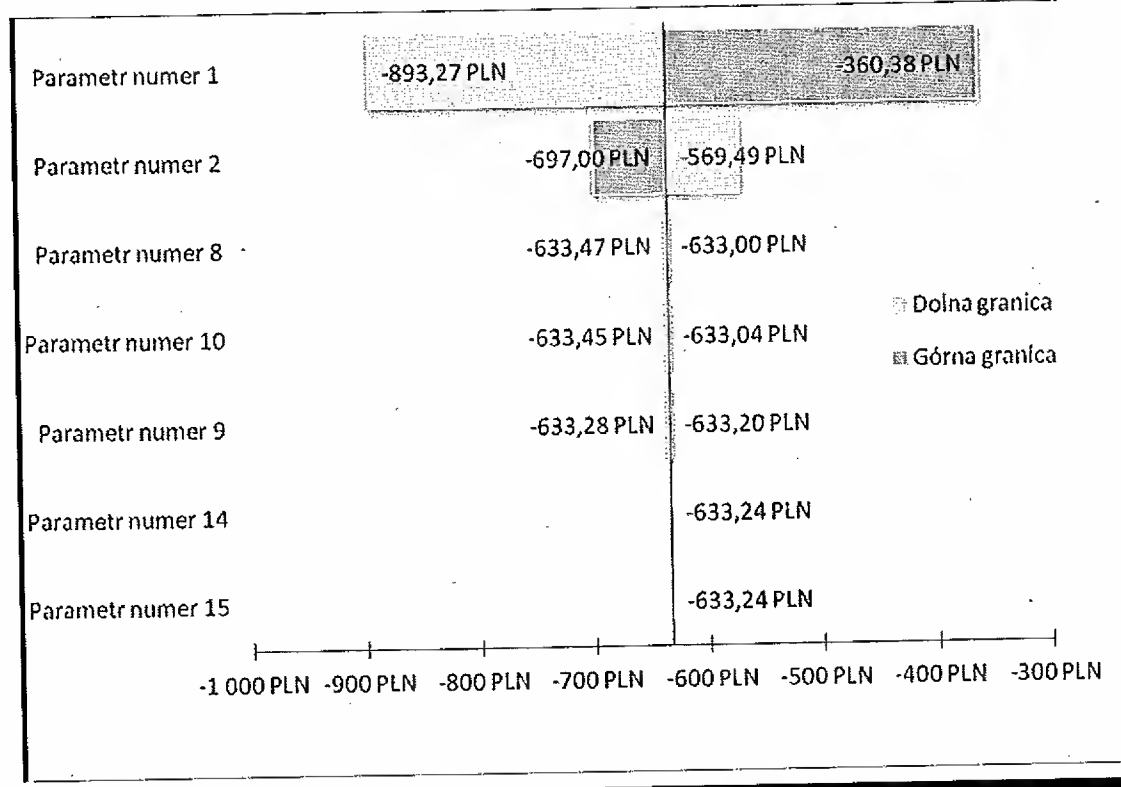 Parametr numer 1 -893,27 PLN -360,38 PLN
Parametr numer 2 -697,00 PLN -569,49 PLN
Parametr numer 8 -633,47 PLN -633,00 PLN
Dolna granica
Parametr numer 10 -633,45 PLN -633,04 PLN
Górna granica
Parametr numer 9 -633,28 PLN -633,20 PLN
Parametr numer 14 -633,24 PLN
Parametr numer 15 -633,24 PLN
-1 000 PLN -900 PLN -800 PLN -700 PLN -600 PLN -500 PLN -400 PLN -300 PLN